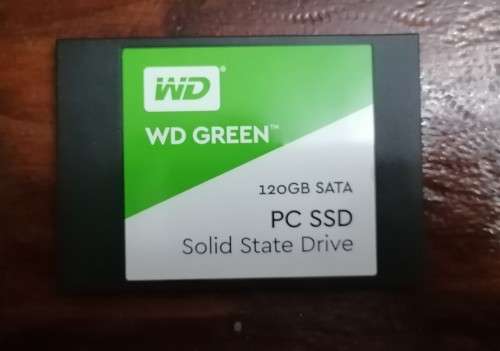 WD®
WD GREEN™
120GB SATA
PC SSD
Solid State Drive